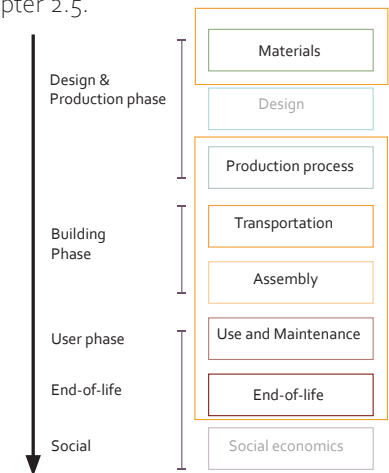 pter 2.5.
Materials
Design &
Production phase
Design
Production process
Building
Phase
Transportation
Assembly
User phase
Use and Maintenance
End-of-life
End-of-life
Social
Social economics